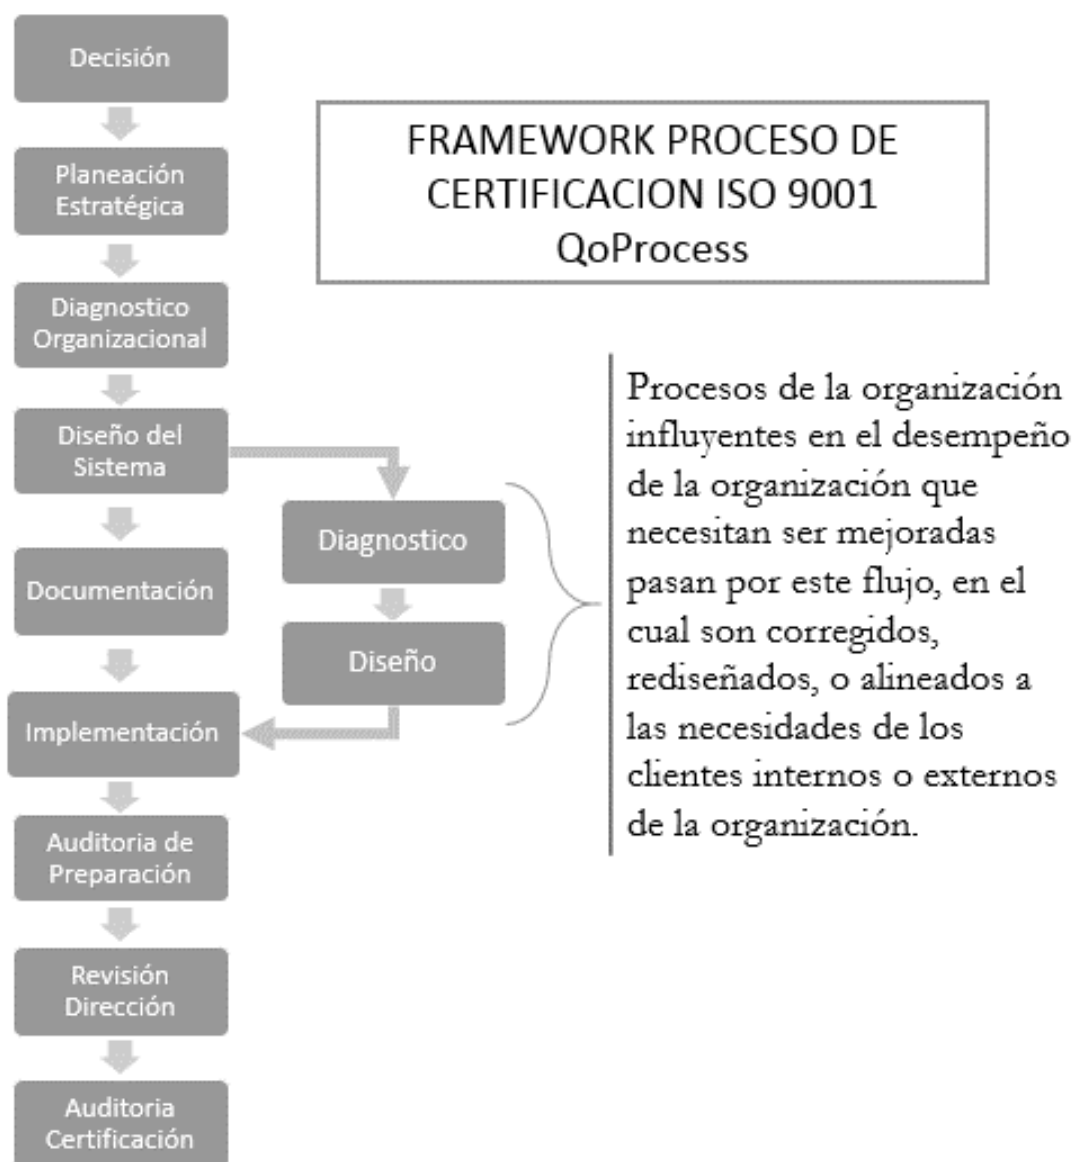 Decisión
Planeación
Estratégica
Diagnostico
Organizacional
Diseño del
Sistema
Documentación
Implementación
Auditoria de
Preparación
Revisión
Dirección
Auditoria
Certificación
FRAMEWORK PROCESO DE
CERTIFICACION ISO 9001
QoProcess
Diagnostico
Diseño
Procesos de la organización
influyentes en el desempeño
de la organización que
necesitan ser mejoradas
pasan por este flujo, en el
cual son corregidos,
rediseñados, o alineados a
las necesidades de los
clientes internos o externos
de la organización.